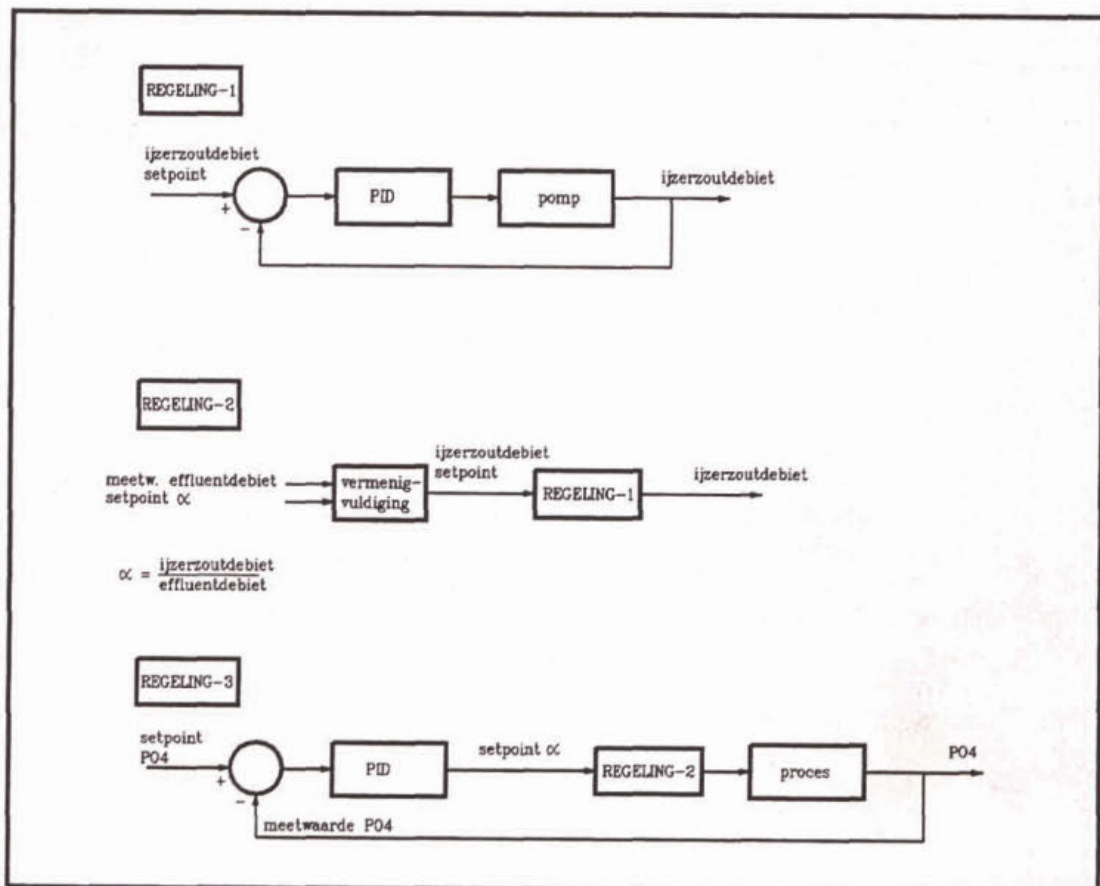 REGELING-1
ijzerzoutdebiet
setpoint
+
-
PID
pomp
ijzerzoutdebiet
REGELING-2
meetw. effluentdebiet
setpoint ∝
vermenig-
vuldiging
ijzerzoutdebiet
setpoint
REGELING-1
ijzerzoutdebiet
∝ = ijzerzoutdebiet
effluentdebiet
REGELING-3
setpoint
PO4
+
-
PID
setpoint ∝
REGELING-2
proces
PO4
meetwaarde PO4